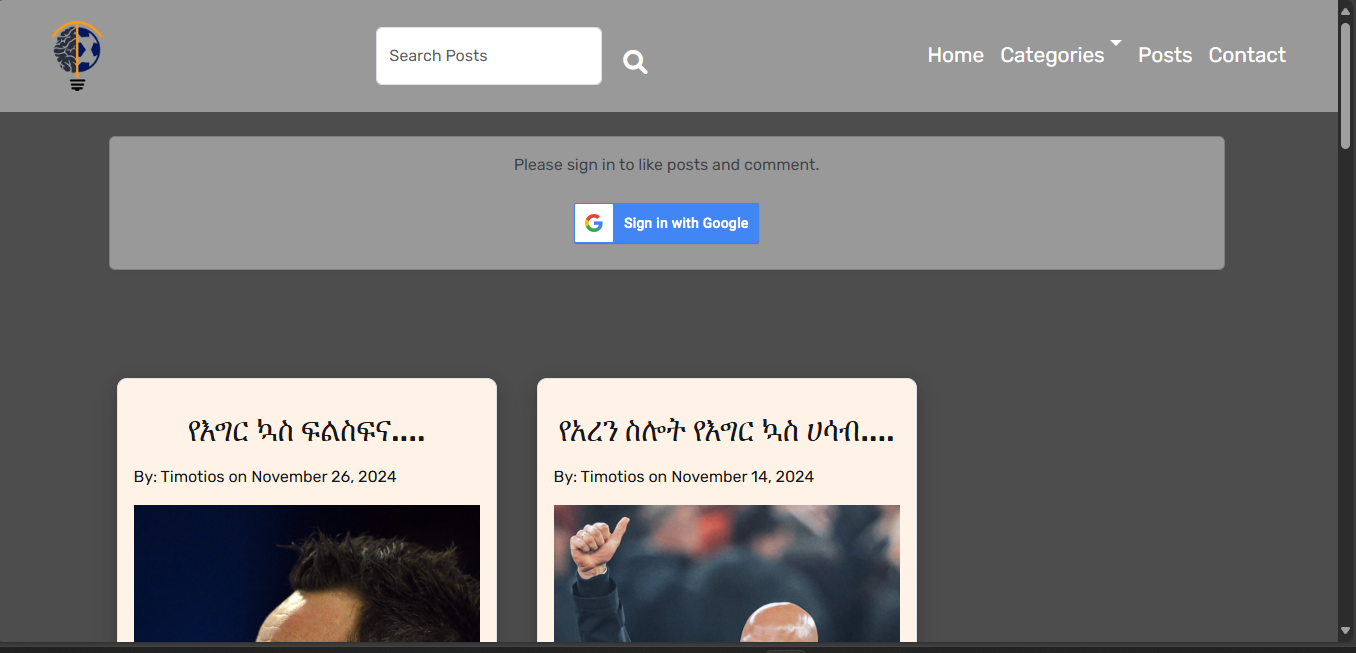 Search Posts
Home Categories Posts Contact
Please sign in to like posts and comment.
Sign in with Google
የእግር ኳስ ፍልስፍና....
By: Timotios on November 26, 2024
የአረን ስሎት የእግር ኳስ ሀሳብ....
By: Timotios on November 14, 2024